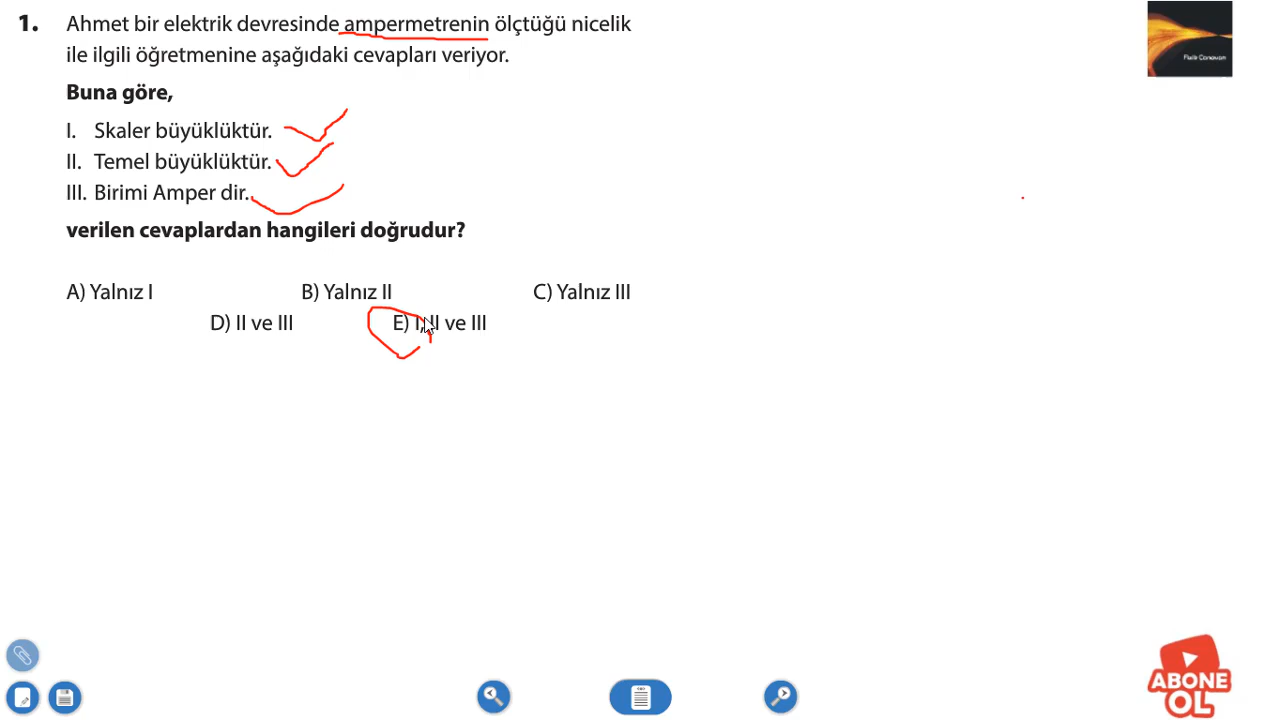 1. Ahmet bir elektrik devresinde ampermetrenin ölçtüğü nicelik
ile ilgili öğretmenine aşağıdaki cevapları veriyor.
Buna göre,
I. Skaler büyüklüktür.
II. Temel büyüklüktür.
III. Birimi Amper dir.
verilen cevaplardan hangileri doğrudur?
A) Yalnız I B) Yalnız II C) Yalnız III
D) II ve III E) I, II ve III
Fizik Canavarı
ABONE
OL